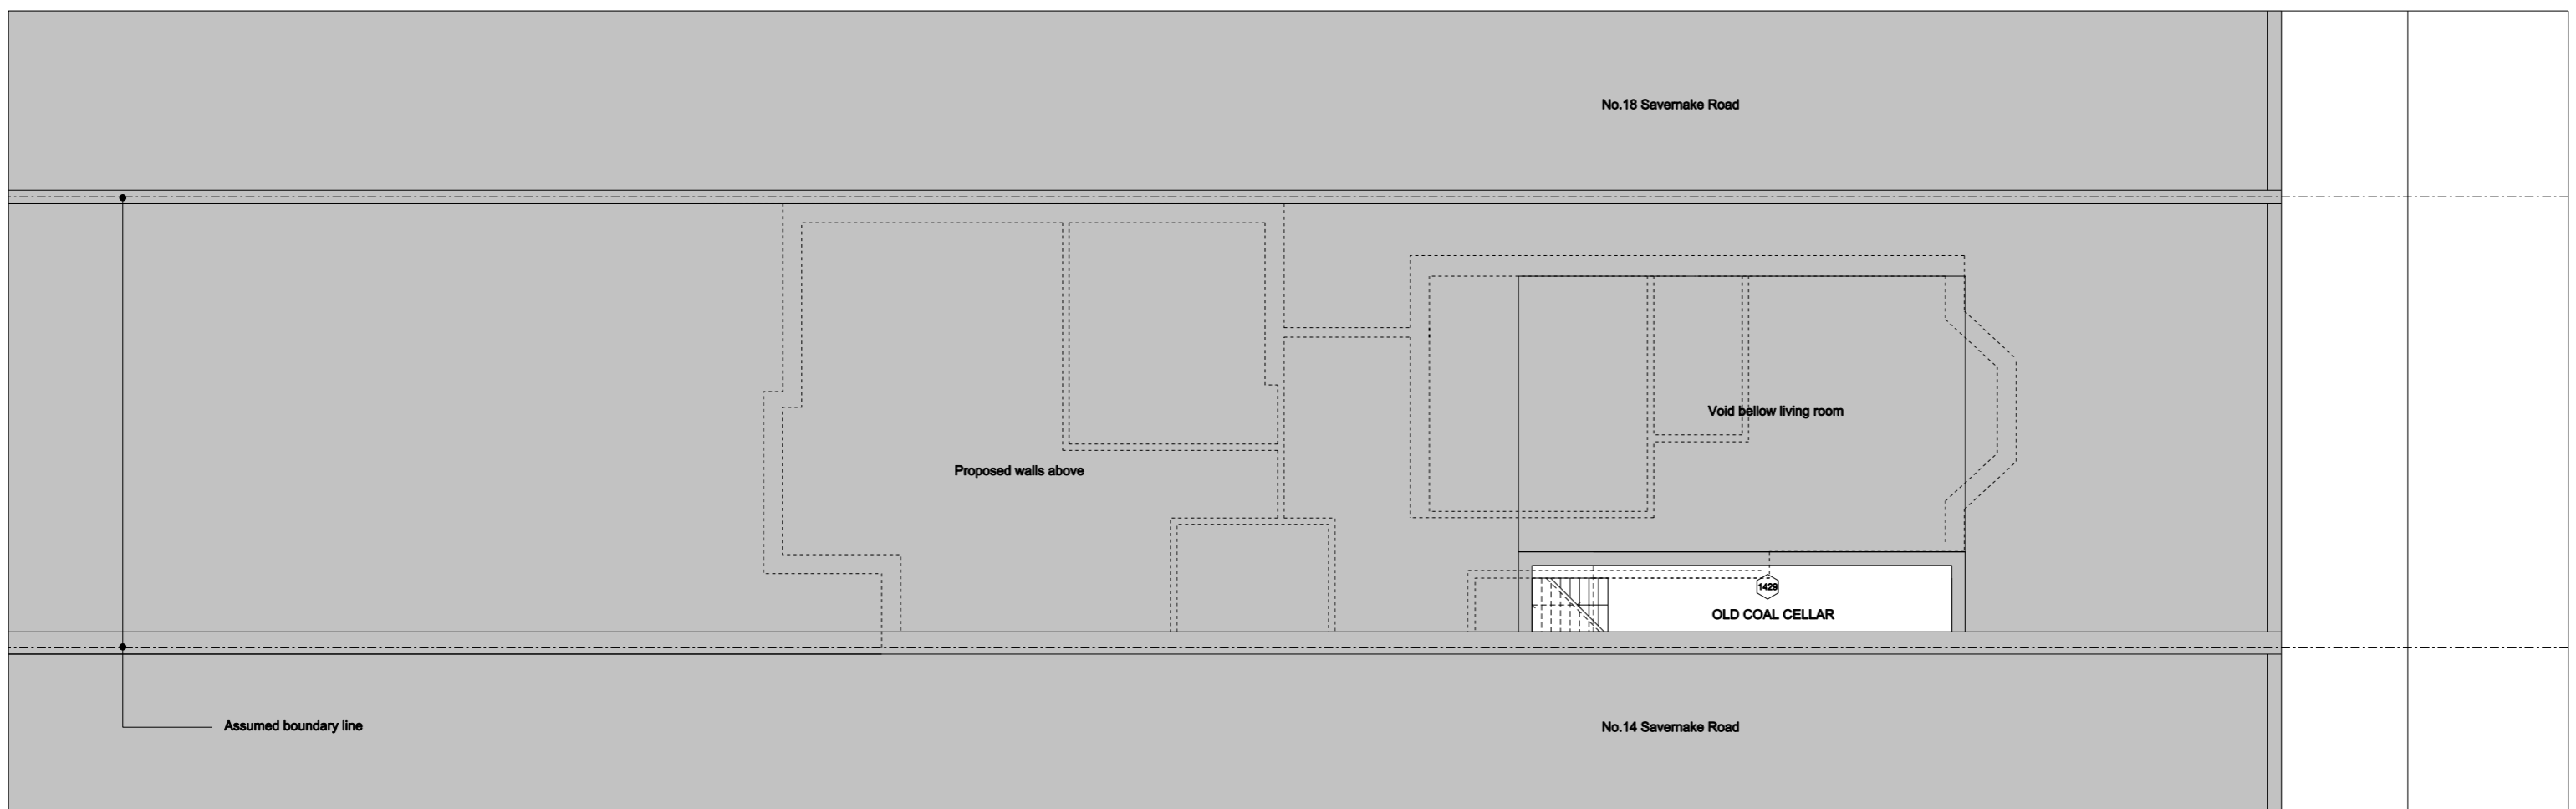 No.18 Savernake Road
Void bellow living room
Proposed walls above
1429
OLD COAL CELLAR
Assumed boundary line
No.14 Savernake Road